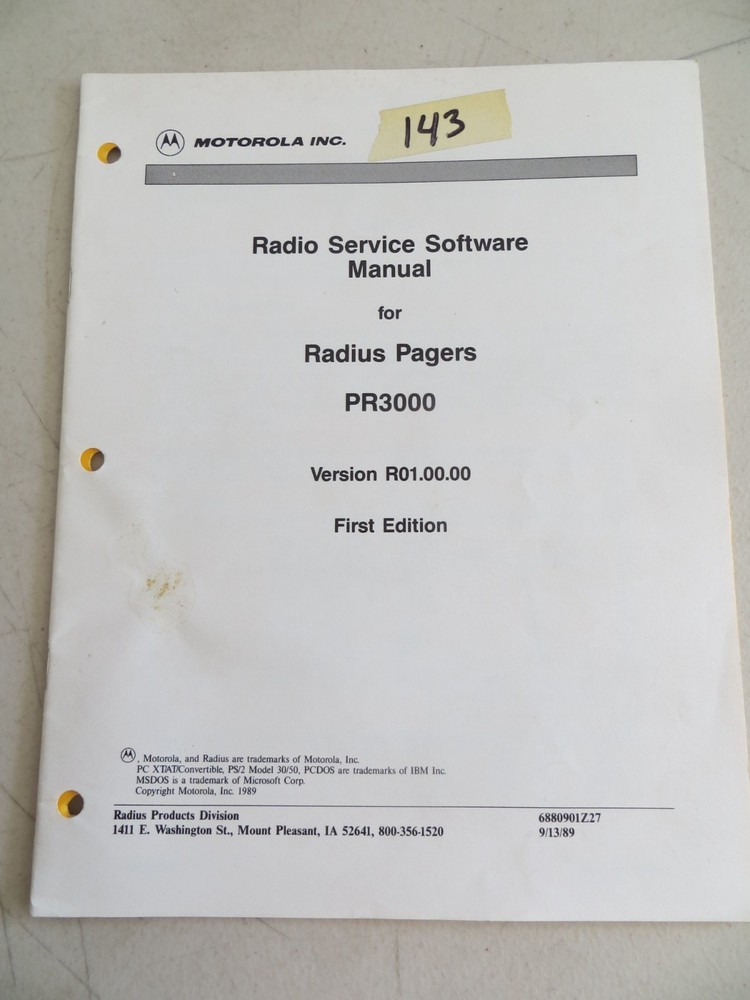 MOTOROLA INC.
143
Radio Service Software
Manual
for
Radius Pagers
PR3000
Version R01.00.00
First Edition
, Motorola, and Radius are trademarks of Motorola, Inc.
PC XT/AT/Convertible, PS/2 Model 30/50, PCDOS are trademarks of IBM Inc.
MSDOS is a trademark of Microsoft Corp.
Copyright Motorola, Inc. 1989
Radius Products Division 6880901Z27
1411 E. Washington St., Mount Pleasant, IA 52641, 800-356-1520 9/13/89